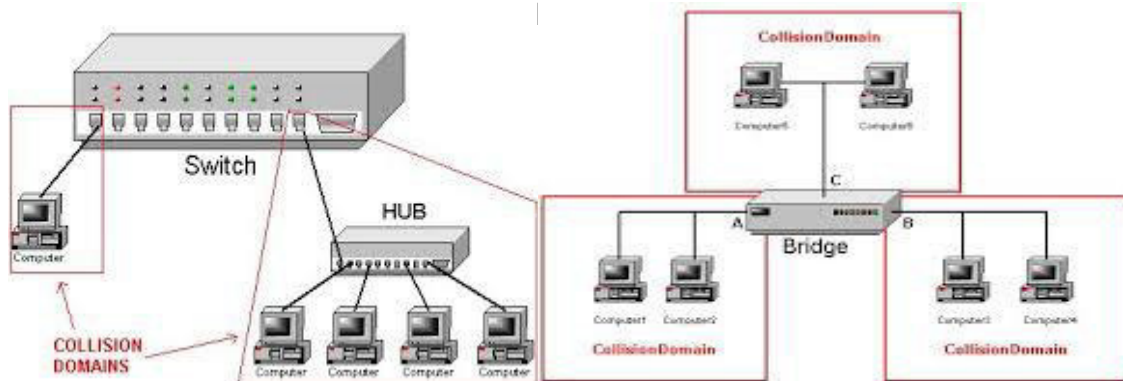 Switch
Computer
HUB
COLLISION
DOMAINS
Computer
Computer
Computer
Computer
CollisionDomain
Computer5
Computer6
C
A
B
Bridge
Computer1
Computer2
Computer3
Computer4
CollisionDomain
CollisionDomain